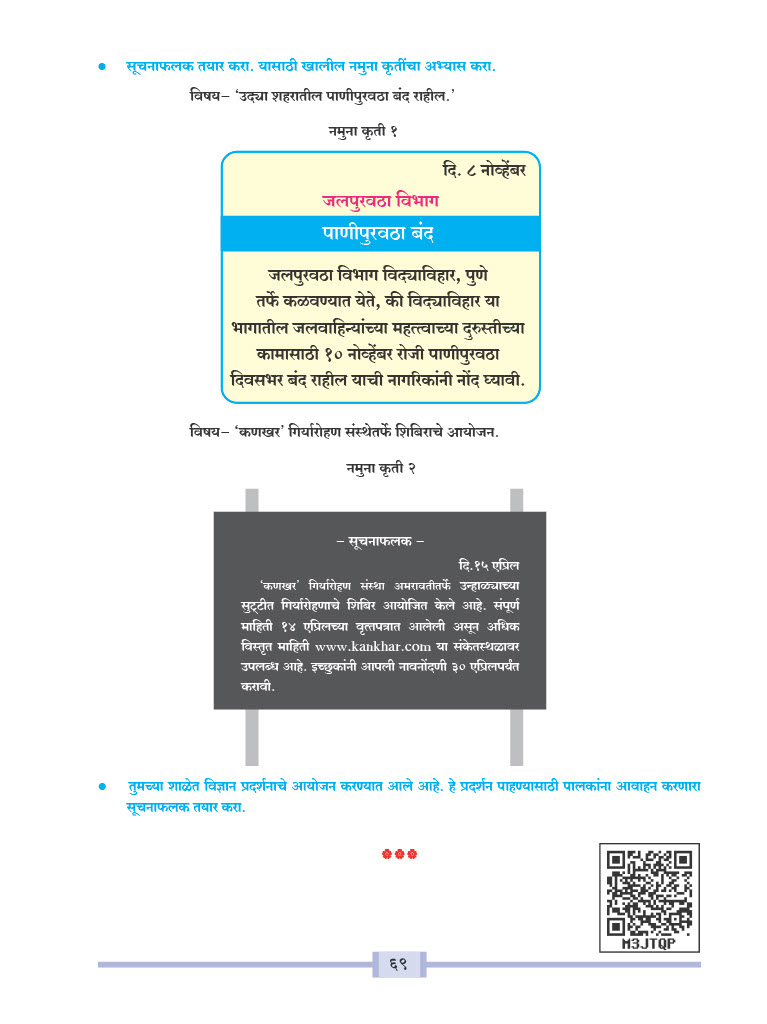 ● सूचनाफलक तयार करा. यासाठी खालील नमुना कृतींचा अभ्यास करा.
विषय– ‘उद्या शहरातील पाणीपुरवठा बंद राहील.’
नमुना कृती १
दि. ८ नोव्हेंबर
जलपुरवठा विभाग
पाणीपुरवठा बंद
जलपुरवठा विभाग विद्याविहार, पुणे
तर्फे कळवण्यात येते, की विद्याविहार या
भागातील जलवाहिन्यांच्या महत्त्वाच्या दुरुस्तीच्या
कामासाठी १० नोव्हेंबर रोजी पाणीपुरवठा
दिवसभर बंद राहील याची नागरिकांनी नोंद घ्यावी.
विषय– ‘कणखर’ गिर्यारोहण संस्थेतर्फे शिबिराचे आयोजन.
नमुना कृती २
– सूचनाफलक –
दि.१५ एप्रिल
‘कणखर’ गिर्यारोहण संस्था अमरावतीतर्फे उन्हाळ्याच्या
सुट्टीत गिर्यारोहणाचे शिबिर आयोजित केले आहे. संपूर्ण
माहिती १४ एप्रिलच्या वृत्तपत्रात आलेली असून अधिक
विस्तृत माहिती www.kankhar.com या संकेतस्थळावर
उपलब्ध आहे. इच्छुकांनी आपली नावनोंदणी ३० एप्रिलपर्यंत
करावी.
● तुमच्या शाळेत विज्ञान प्रदर्शनाचे आयोजन करण्यात आले आहे. हे प्रदर्शन पाहण्यासाठी पालकांना आवाहन करणारा
सूचनाफलक तयार करा.
M3JTQP
६९